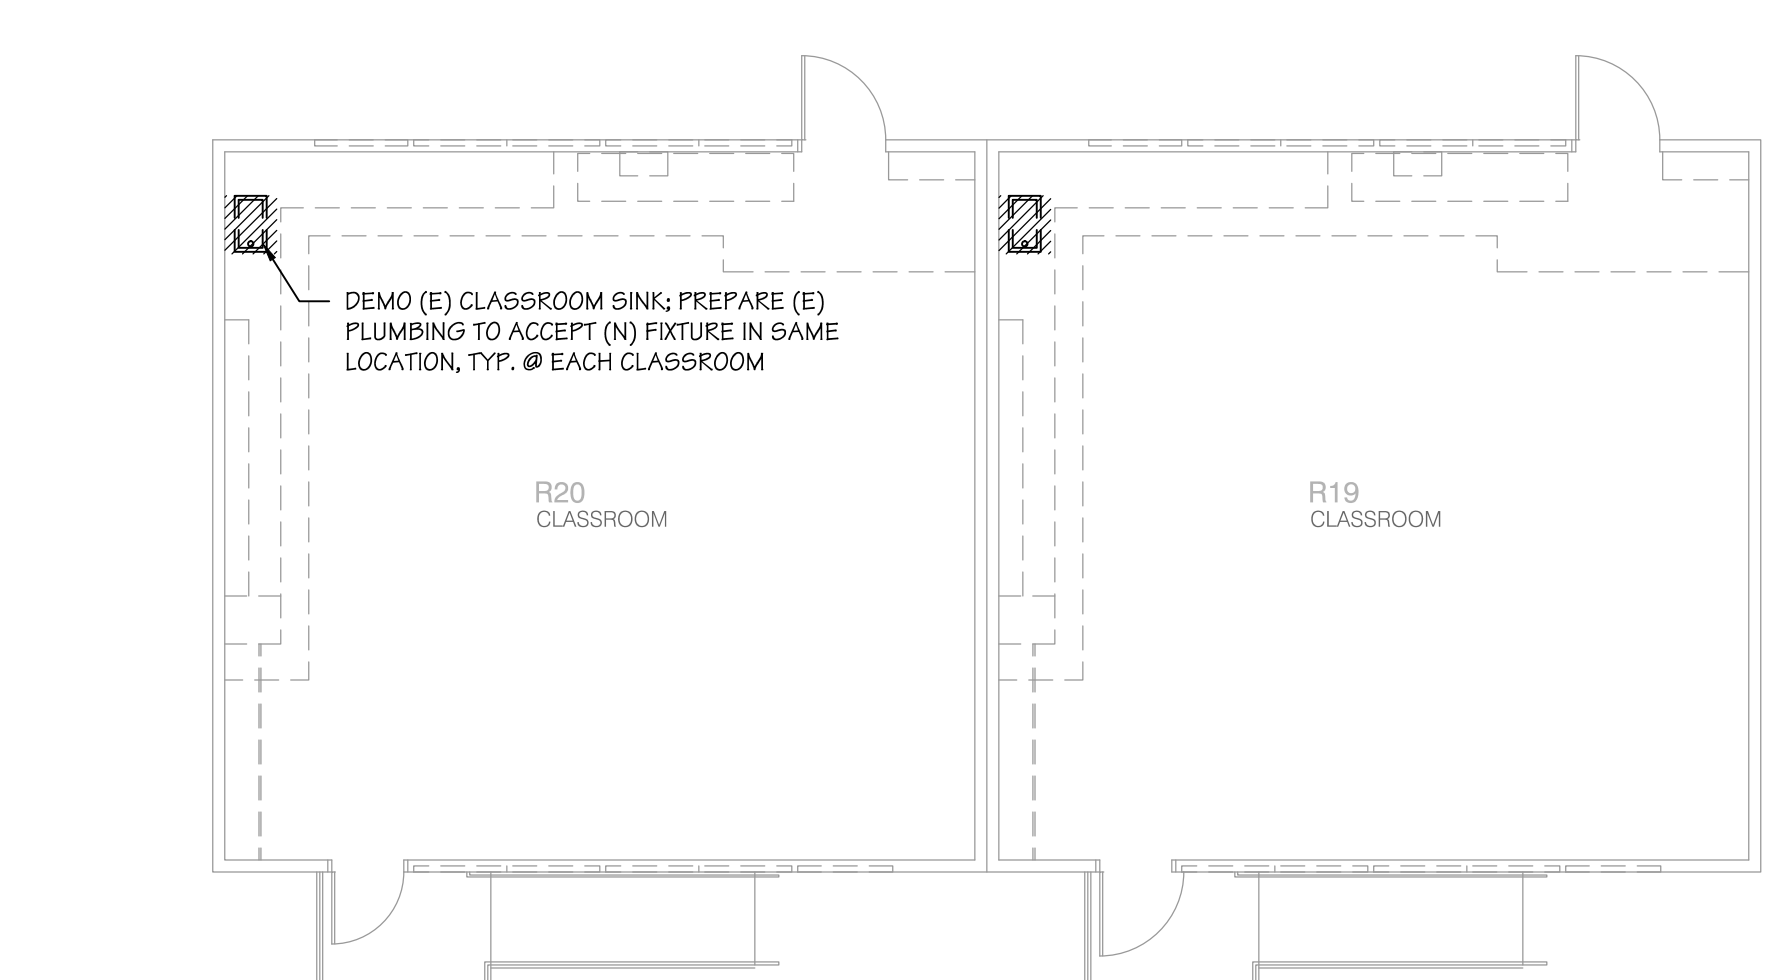 DEMO (E) CLASSROOM SINK; PREPARE (E)
PLUMBING TO ACCEPT (N) FIXTURE IN SAME
LOCATION, TYP. @ EACH CLASSROOM
R20
CLASSROOM
R19
CLASSROOM